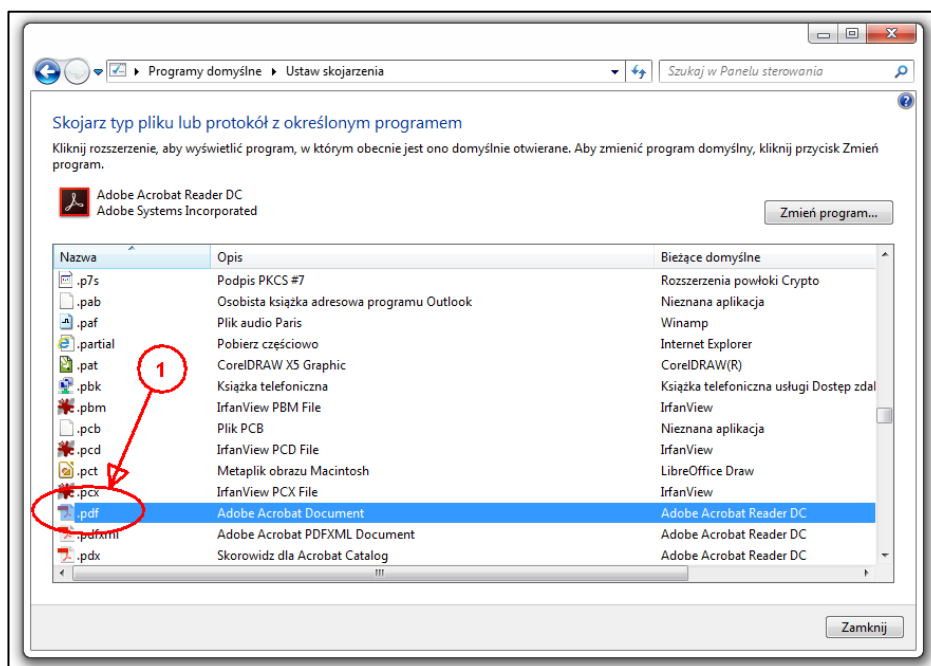 Programy domyślne Ustaw skojarzenia Szukaj w Panelu sterowania
Skojarz typ pliku lub protokół z określonym programem
Kliknij rozszerzenie, aby wyświetlić program, w którym obecnie jest ono domyślnie otwierane. Aby zmienić program domyślny, kliknij przycisk Zmień
program.
Adobe Acrobat Reader DC
Adobe Systems Incorporated
Zmień program...
Nazwa Opis Bieżące domyślne
.p7s Podpis PKCS #7 Rozszerzenia powłoki Crypto
.pab Osobista książka adresowa programu Outlook Nieznana aplikacja
.paf Plik audio Paris Winamp
.partial Pobierz częściowo Internet Explorer
.pat CorelDRAW X5 Graphic CorelDRAW(R)
1
.pbk Książka telefoniczna Książka telefoniczna usługi Dostęp zdal
.pbm IrfanView PBM File IrfanView
.pcb Plik PCB Nieznana aplikacja
.pcd IrfanView PCD File IrfanView
.pct Metaplik obrazu Macintosh LibreOffice Draw
.pcx IrfanView PCX File IrfanView
.pdf Adobe Acrobat Document Adobe Acrobat Reader DC
.pdfxml Adobe Acrobat PDFXML Document Adobe Acrobat Reader DC
.pdx Skorowidz dla Acrobat Catalog Adobe Acrobat Reader DC
Zamknij